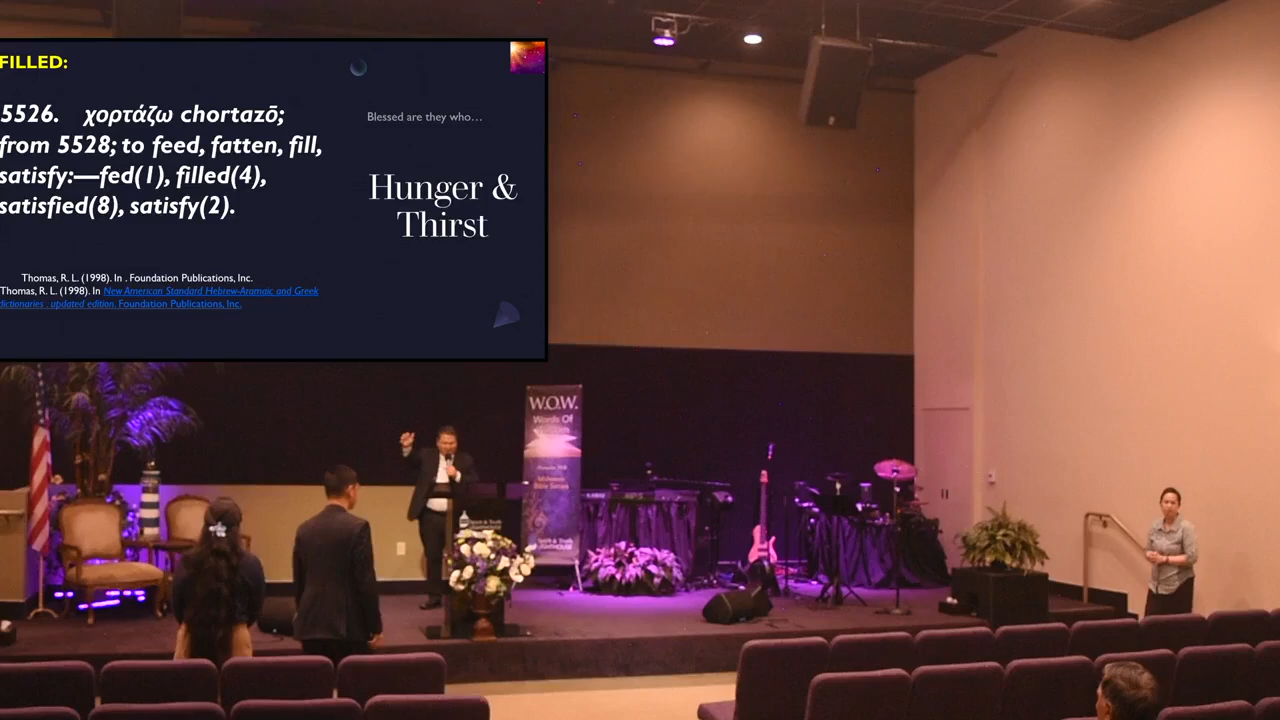 FILLED:
5526. χορτάζω chortazō;
from 5528; to feed, fatten, fill,
satisfy:—fed(1), filled(4),
satisfied(8), satisfy(2).
Thomas, R. L. (1998). In . Foundation Publications, Inc.
Thomas, R. L. (1998). In New American Standard Hebrew-Aramaic and Greek
dictionaries : updated edition. Foundation Publications, Inc.
Blessed are they who…
Hunger &
Thirst
W.O.W.
Words Of